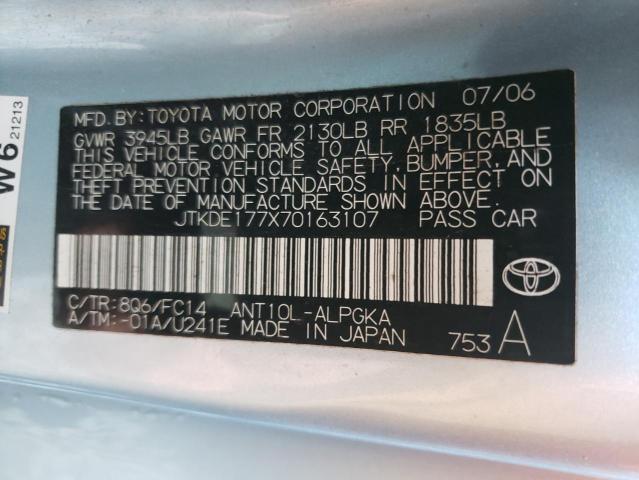 MFD. BY: TOYOTA MOTOR CORPORATION 07/06
GVWR 3945LB GAWR FR 2130LB RR 1835LB
THIS VEHICLE CONFORMS TO ALL APPLICABLE
FEDERAL MOTOR VEHICLE SAFETY, BUMPER, AND
THEFT PREVENTION STANDARDS IN EFFECT ON
THE DATE OF MANUFACTURE SHOWN ABOVE.
JTKDE177X70163107 PASS CAR
C/TR: 8Q6/FC14 ANT10L-ALPGKA
A/TM: -01A/U241E MADE IN JAPAN
753 A
W6
21213